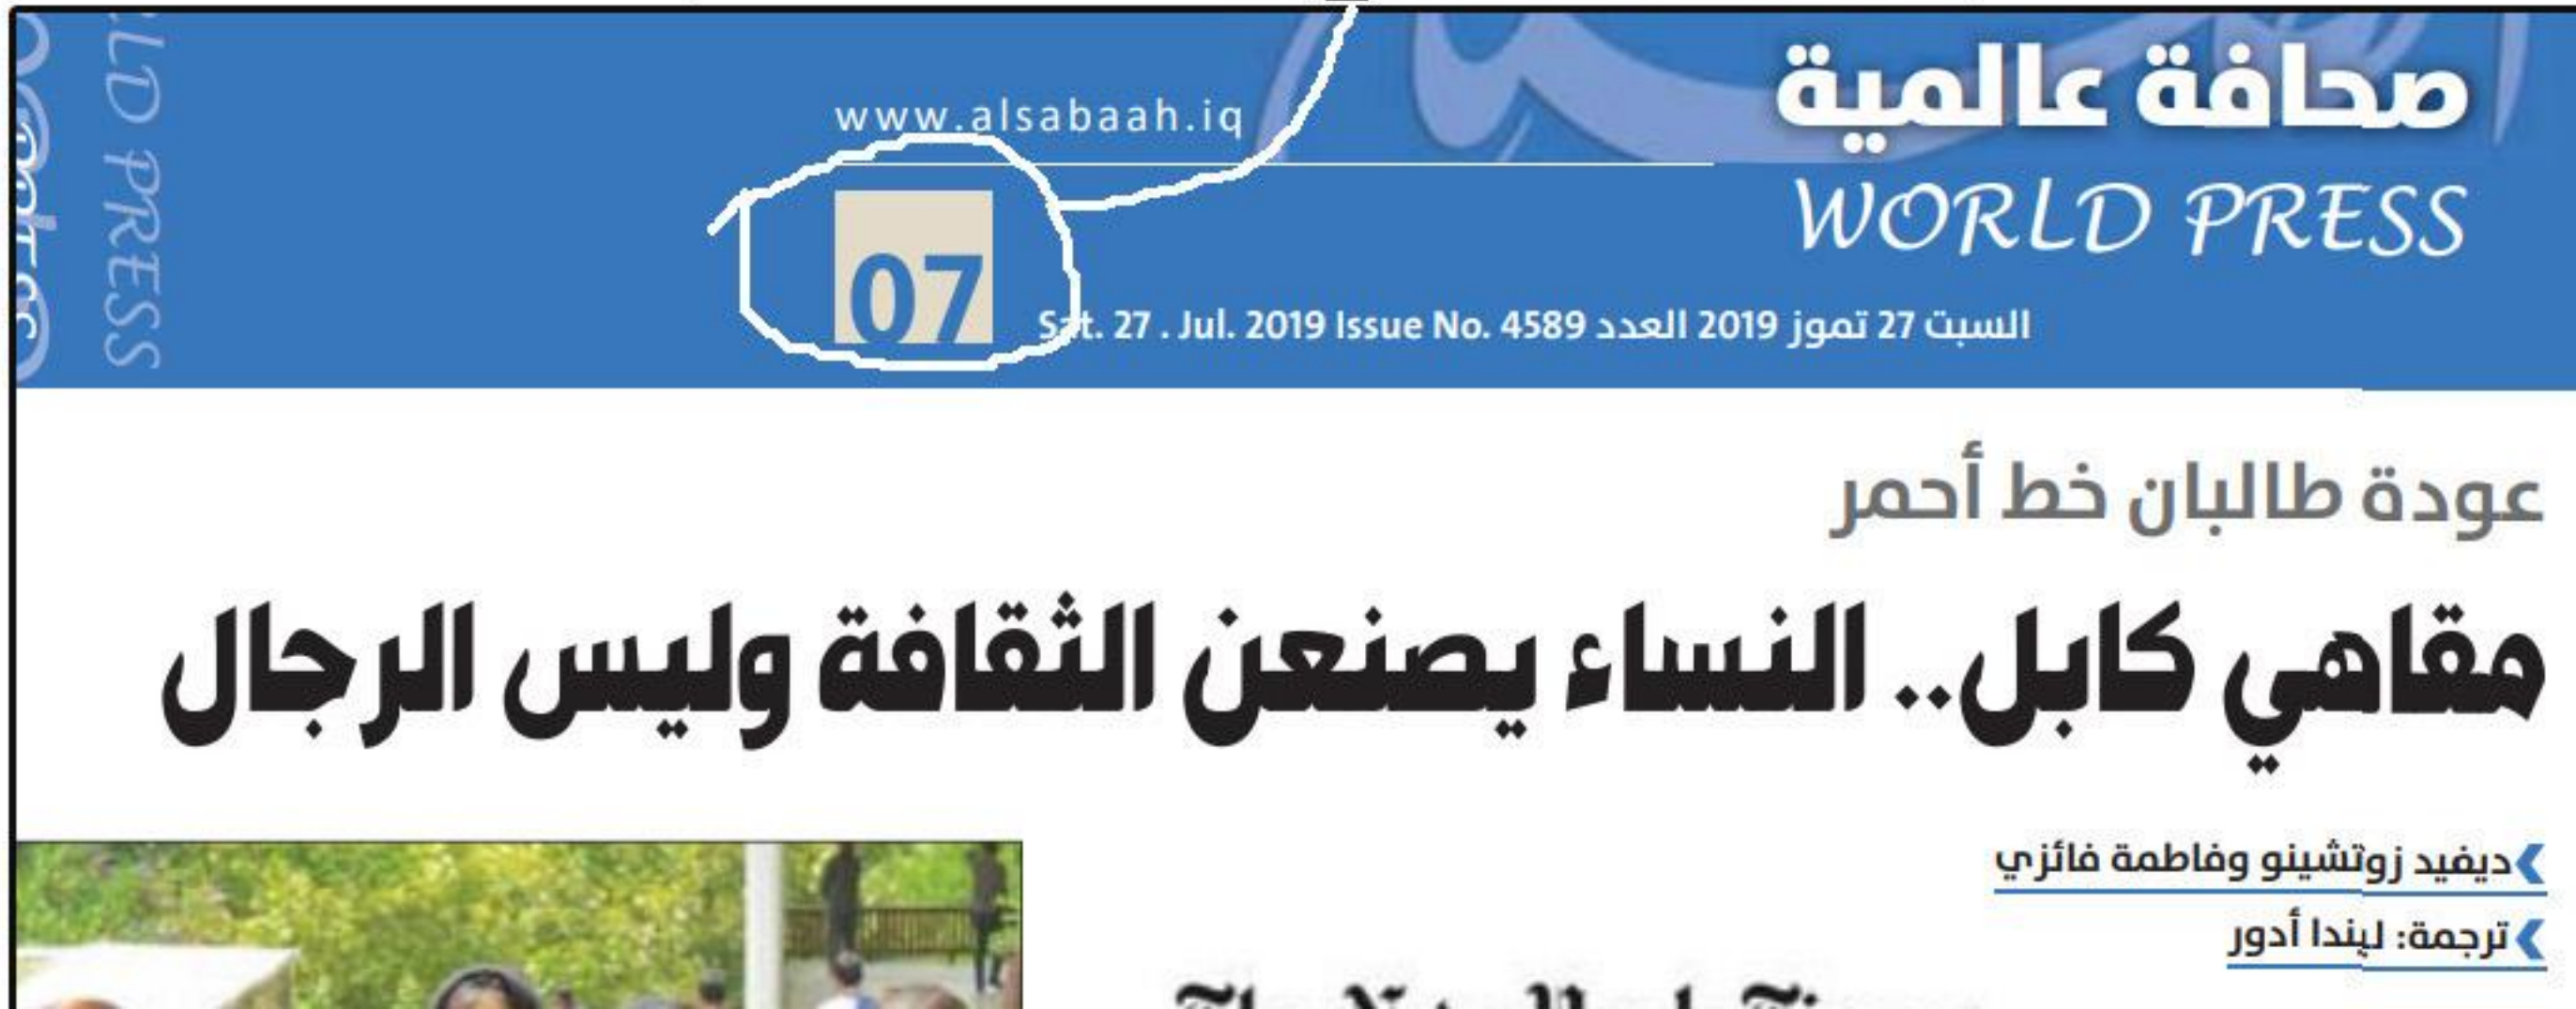 صحافة عالمية
WORLD PRESS
www.alsabaah.iq
07
السبت 27 تموز 2019 العدد Sat. 27 . Jul. 2019 Issue No. 4589
عودة طالبان خط أحمر
مقاهي كابل.. النساء يصنعن الثقافة وليس الرجال
ديفيد زوتشينو وفاطمة فائزي
ترجمة: ليندا أدور
PRESS